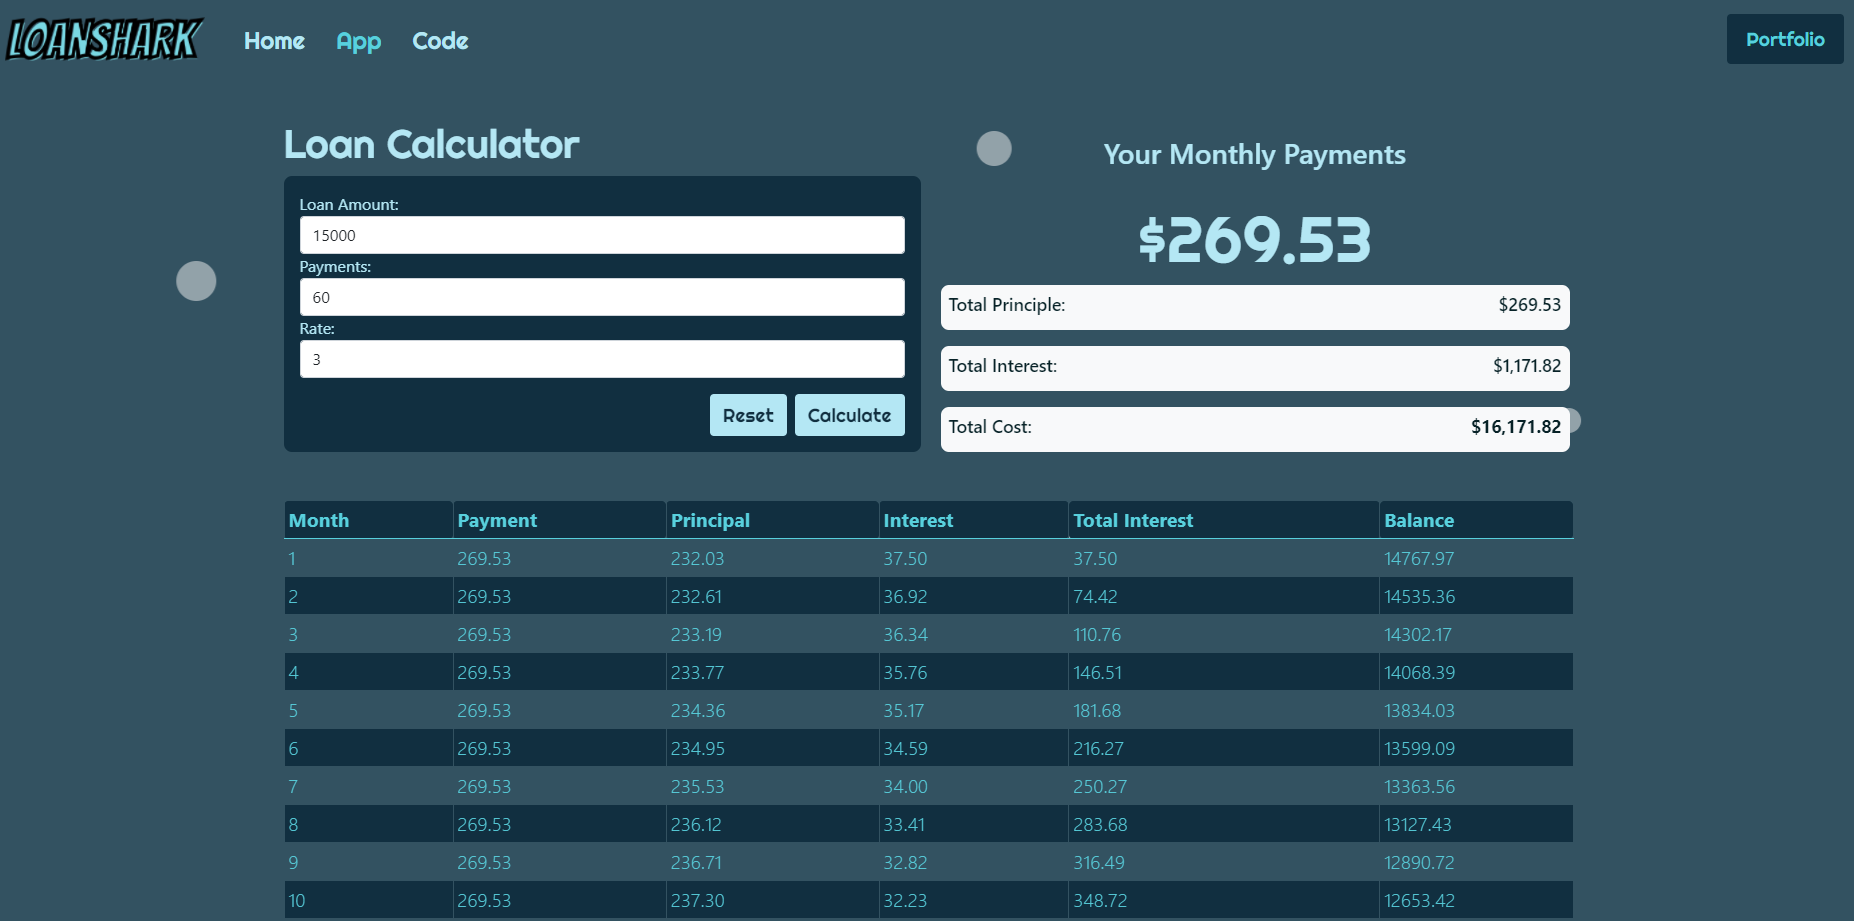 LOANSHARK Home App Code Portfolio
Loan Calculator
Loan Amount:
15000
Payments:
60
Rate:
3
Reset Calculate
Your Monthly Payments
$269.53
Total Principle: $269.53
Total Interest: $1,171.82
Total Cost: $16,171.82
Month Payment Principal Interest Total Interest Balance
1 269.53 232.03 37.50 37.50 14767.97
2 269.53 232.61 36.92 74.42 14535.36
3 269.53 233.19 36.34 110.76 14302.17
4 269.53 233.77 35.76 146.51 14068.39
5 269.53 234.36 35.17 181.68 13834.03
6 269.53 234.95 34.59 216.27 13599.09
7 269.53 235.53 34.00 250.27 13363.56
8 269.53 236.12 33.41 283.68 13127.43
9 269.53 236.71 32.82 316.49 12890.72
10 269.53 237.30 32.23 348.72 12653.42